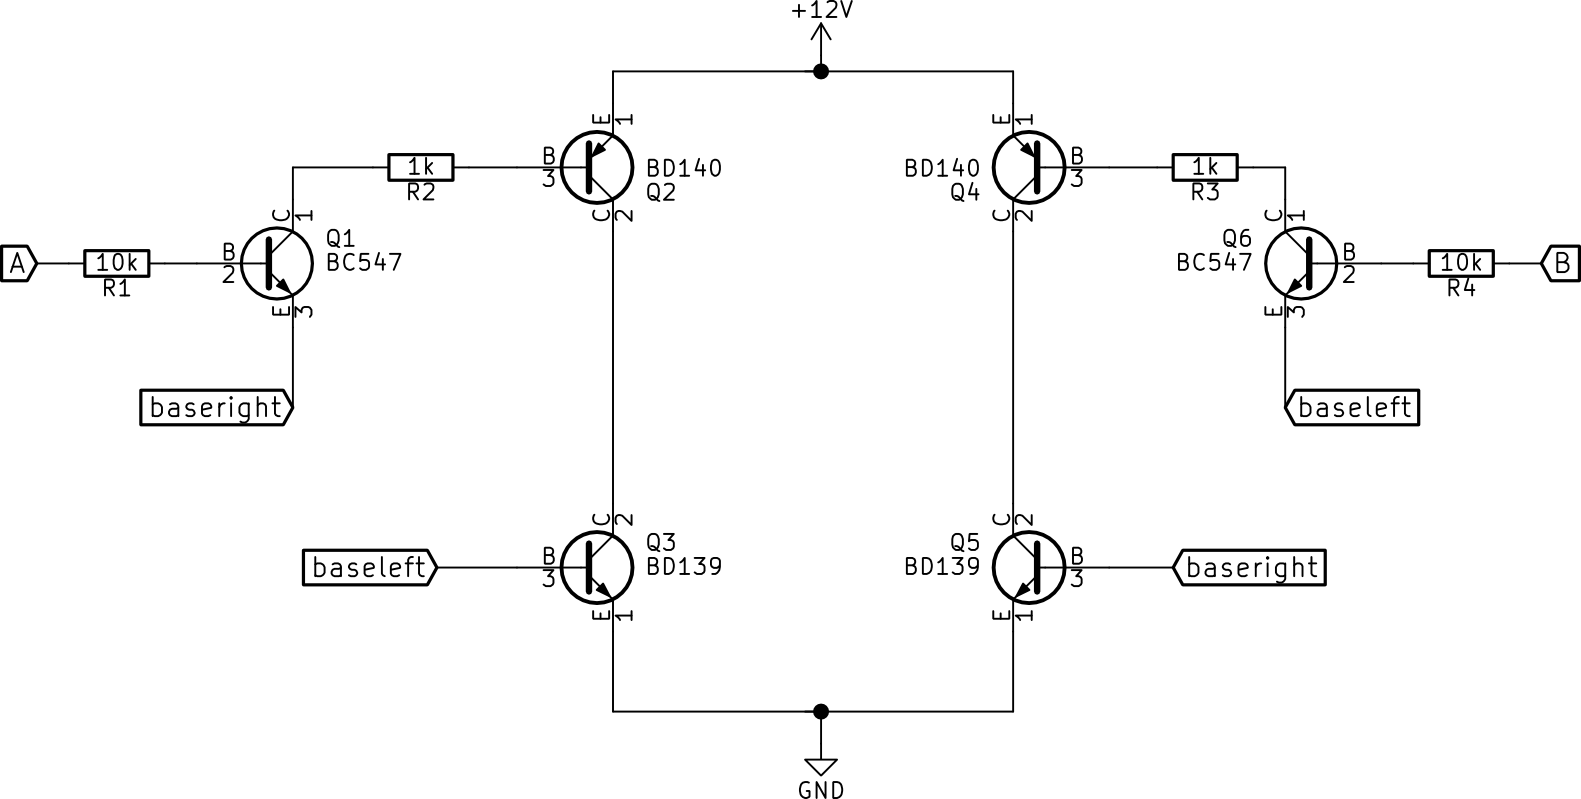 +12V
E 1
E 1
B
3
1k
R2
BD140
Q2
BD140
Q4
B
3
1k
R3
C 2
C 2
C 1
C 1
A
10k
R1
B
2
Q1
BC547
Q6
BC547
B
2
10k
R4
B
E 3
E 3
baseright
baseleft
C 2
C 2
baseleft
B
3
Q3
BD139
Q5
BD139
B
3
baseright
E 1
E 1
GND